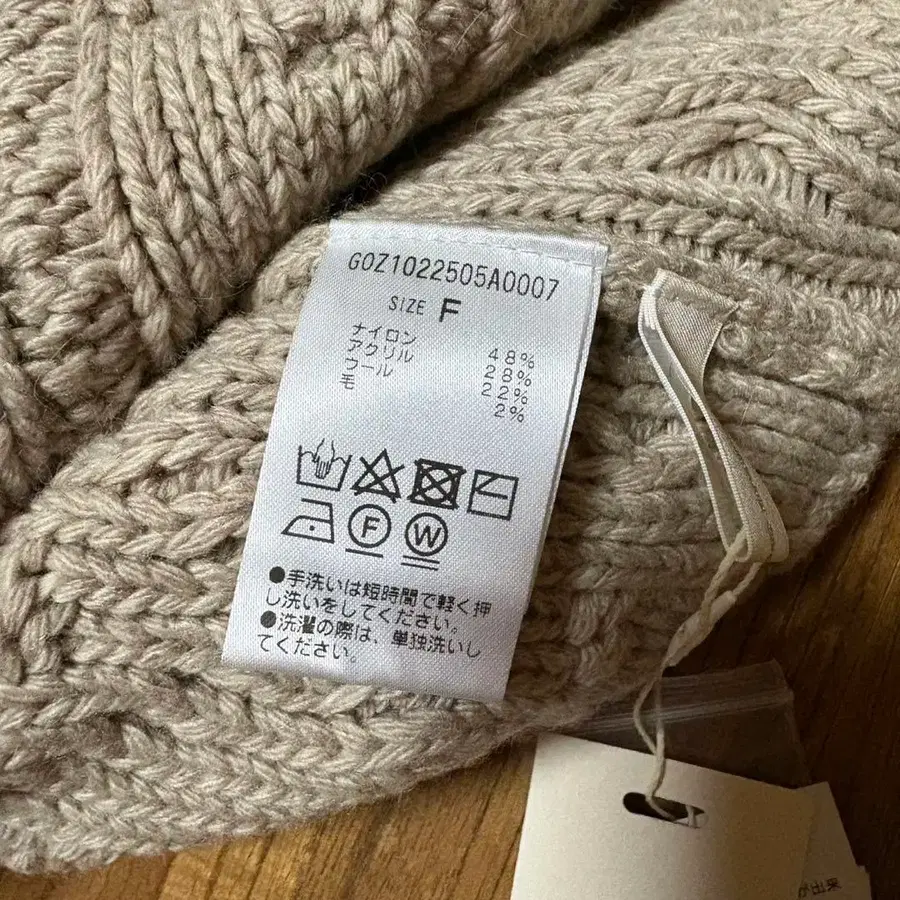 GOZ1022505A0007
SIZE F
ナイロン 48%
アクリル 28%
ウール 22%
毛 2%
F W
●手洗いは短時間で軽く押
し洗いをしてください。
●洗濯の際は、単独洗いし
てください。